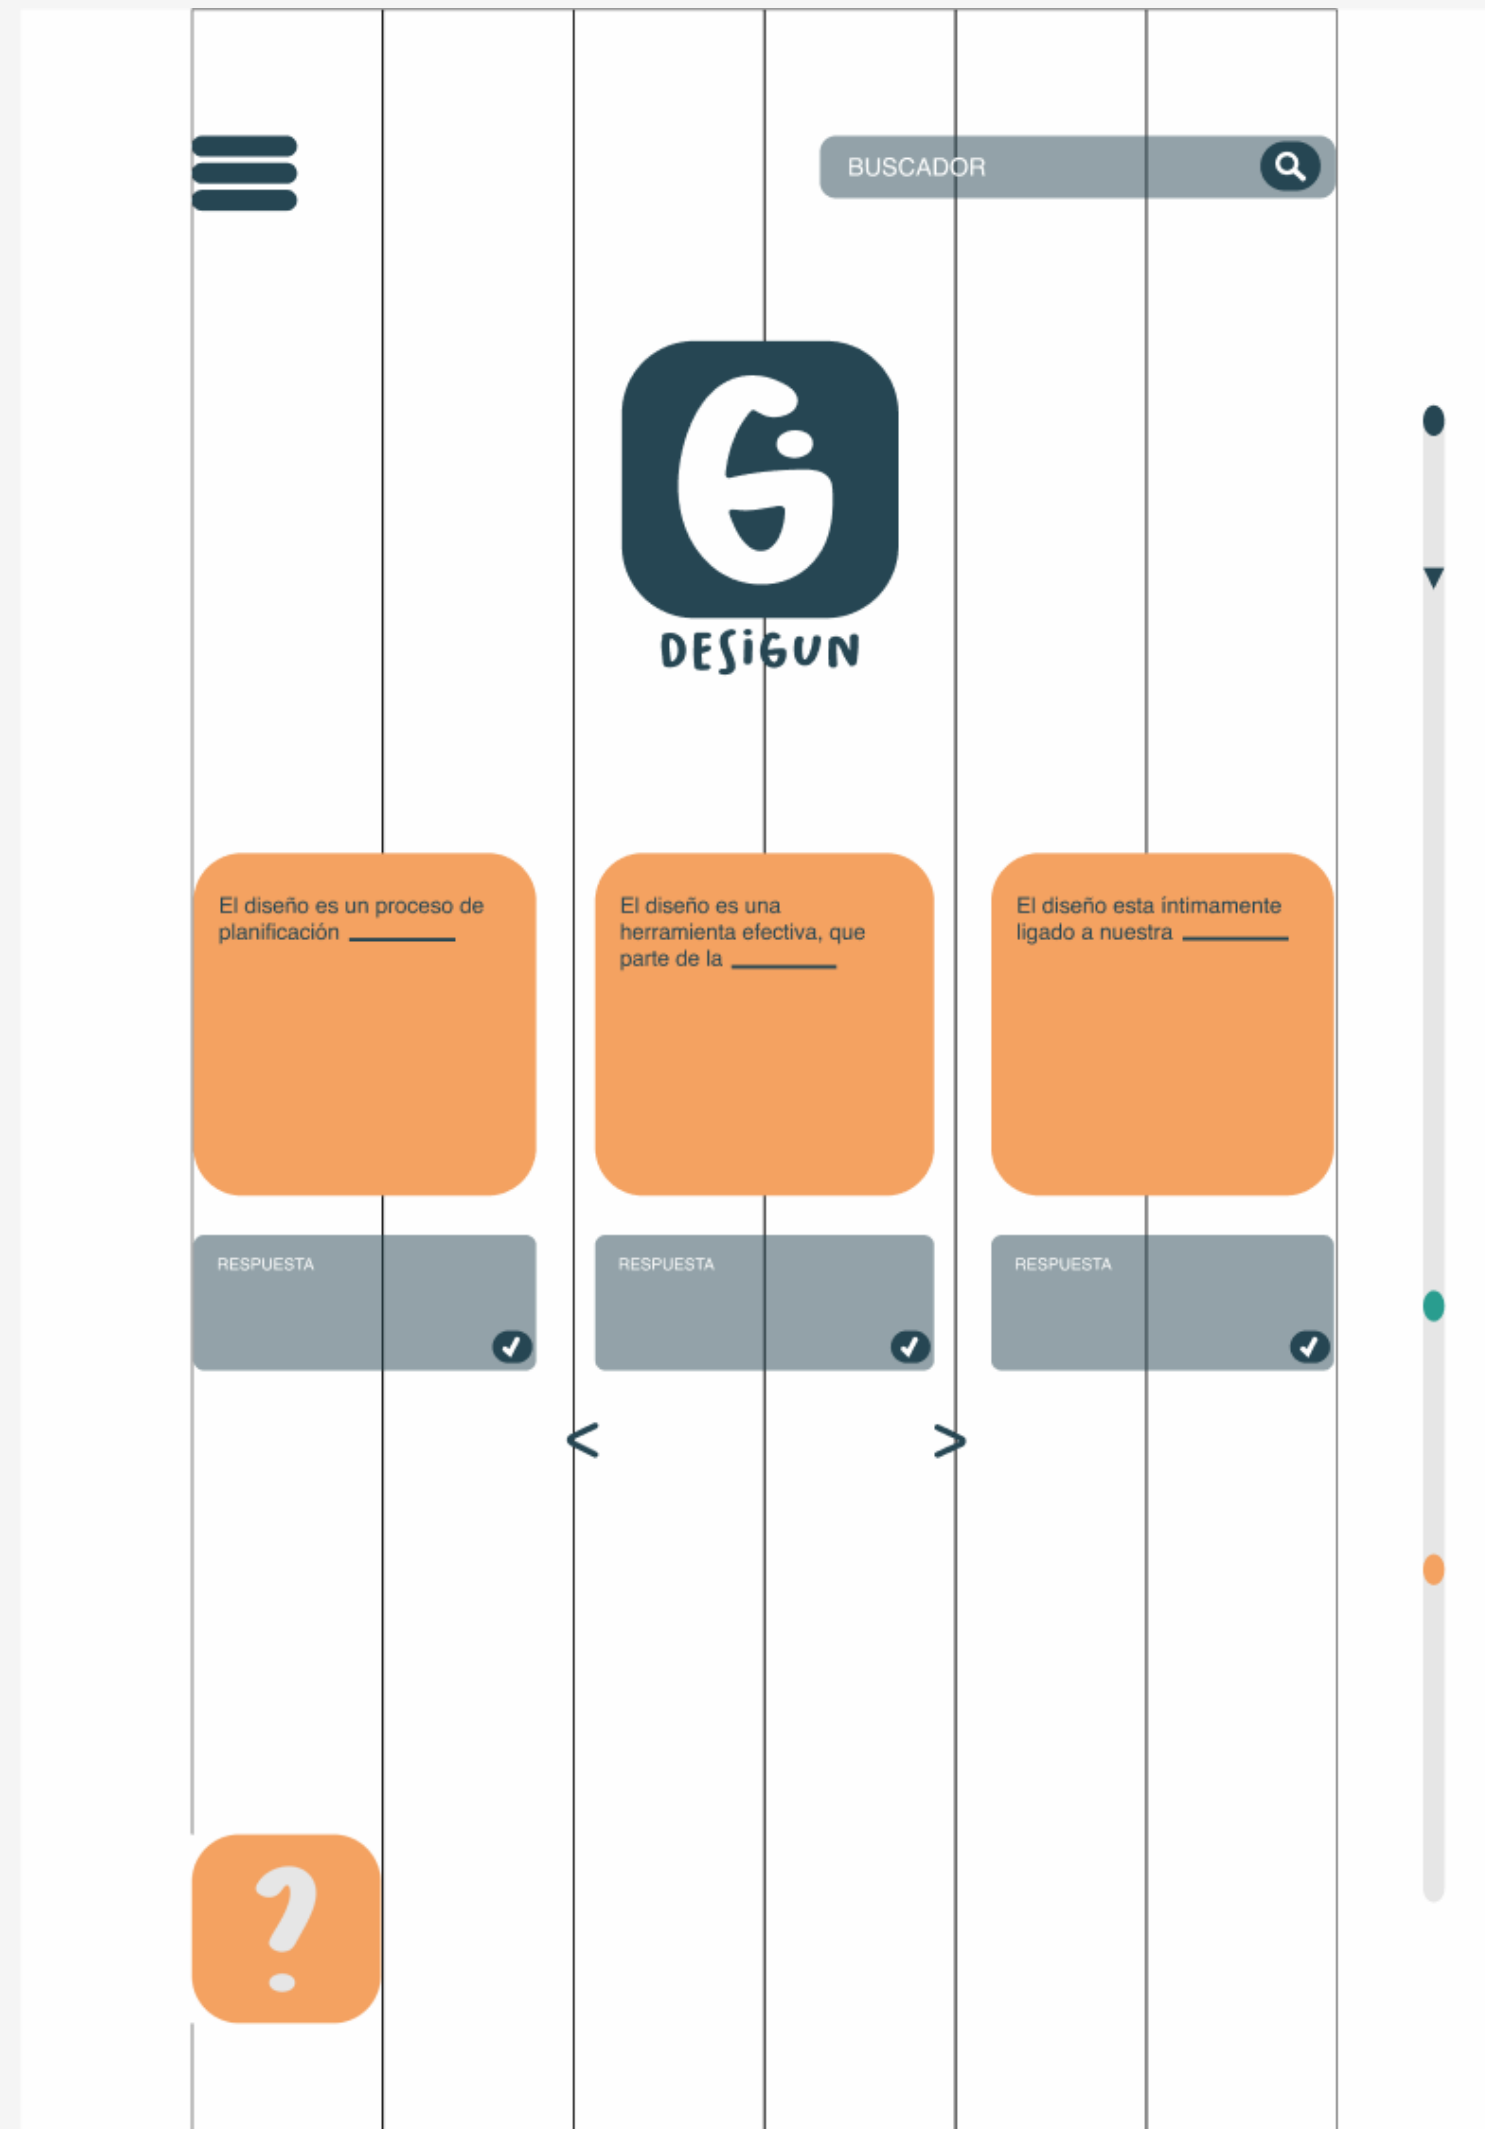 BUSCADOR
DESiGUN
El diseño es un proceso de
planificación
El diseño es una
herramienta efectiva, que
parte de la
El diseño esta íntimamente
ligado a nuestra
RESPUESTA
RESPUESTA
RESPUESTA
<
>
?